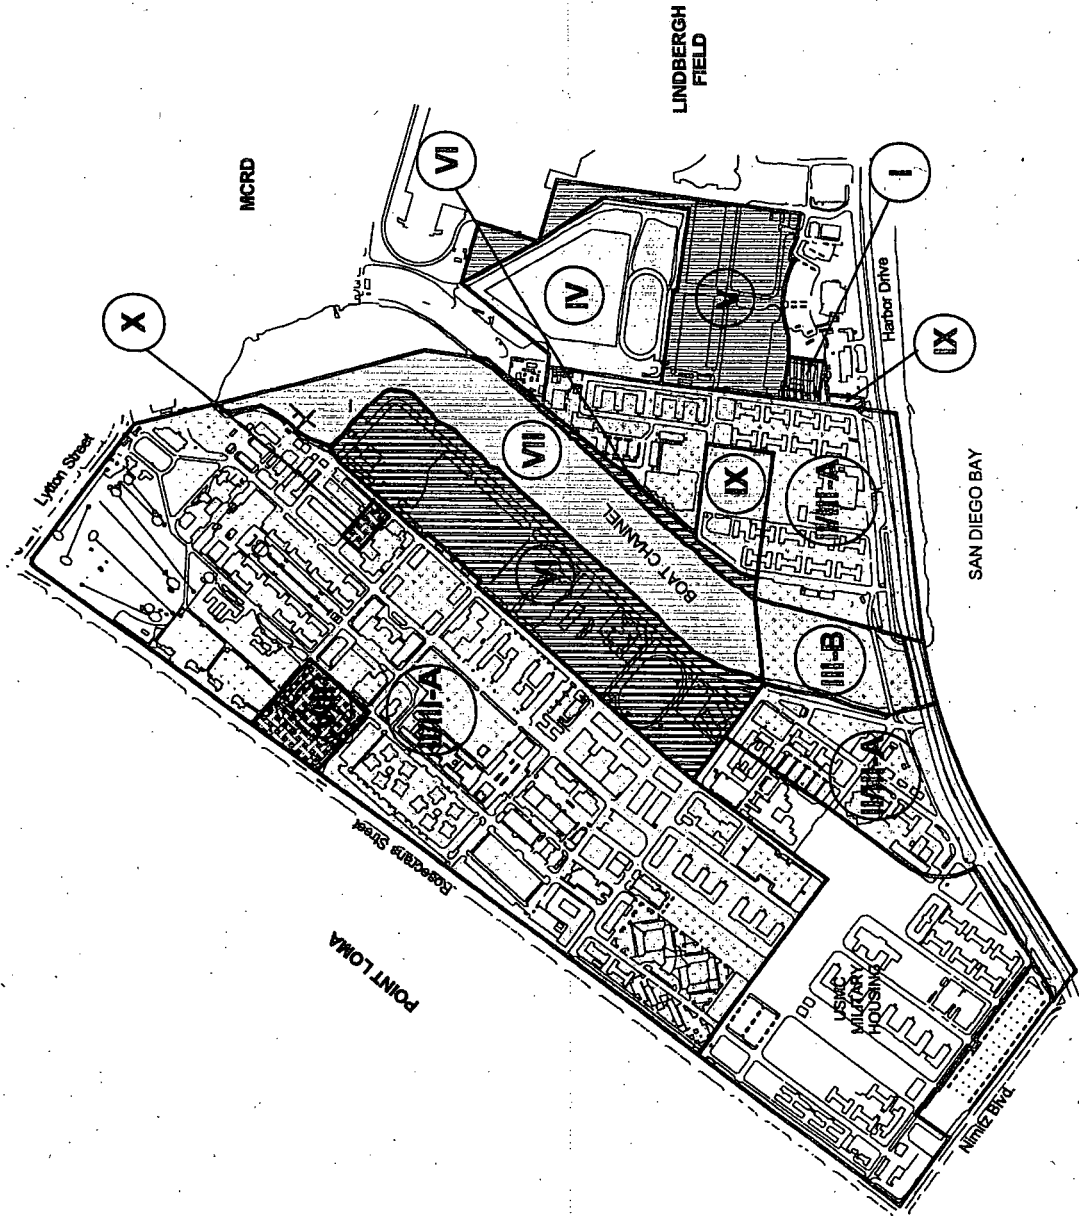 LINDBERGH
FIELD
MCRD
VI
I
X
IV
V
Harbor Drive
IX
Lytton Street
VII
IX
BOAT CHANNEL
SAN DIEGO BAY
III-B
Rosecrans Street
POINT LOMA
USMC
MILITARY
HOUSING
Nimitz Blvd.